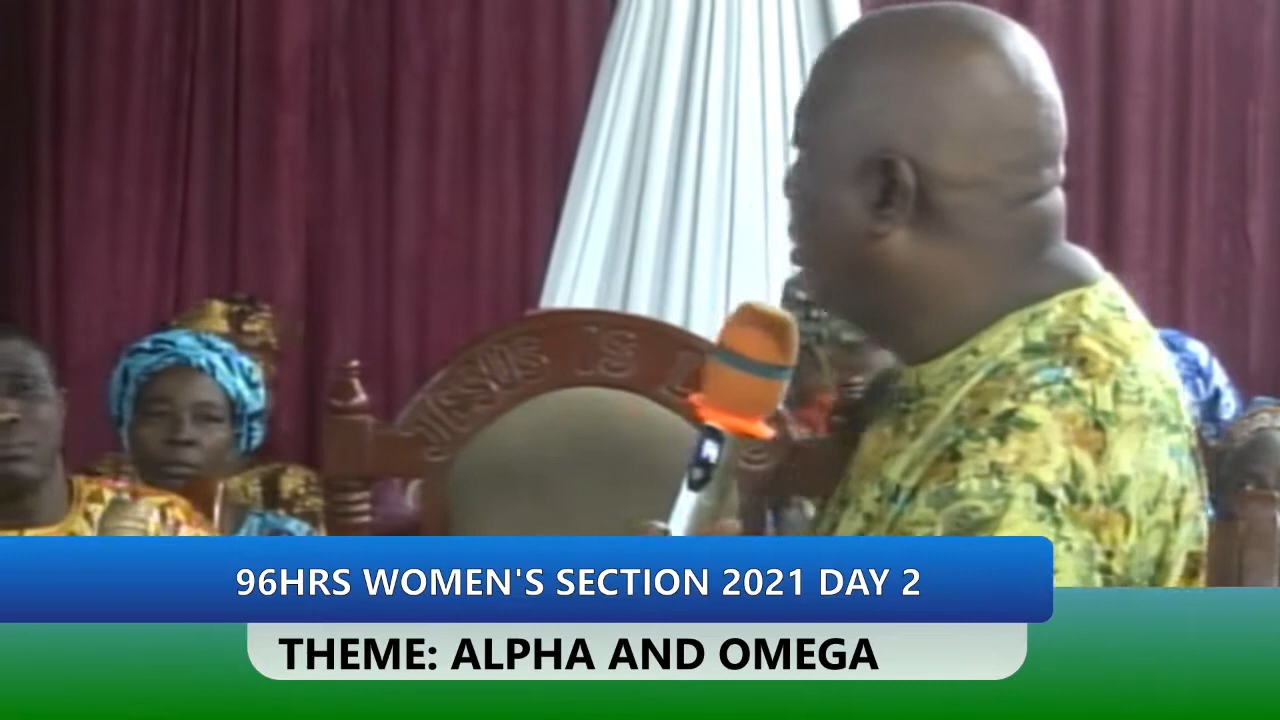 JESUS IS
96HRS WOMEN'S SECTION 2021 DAY 2
THEME: ALPHA AND OMEGA